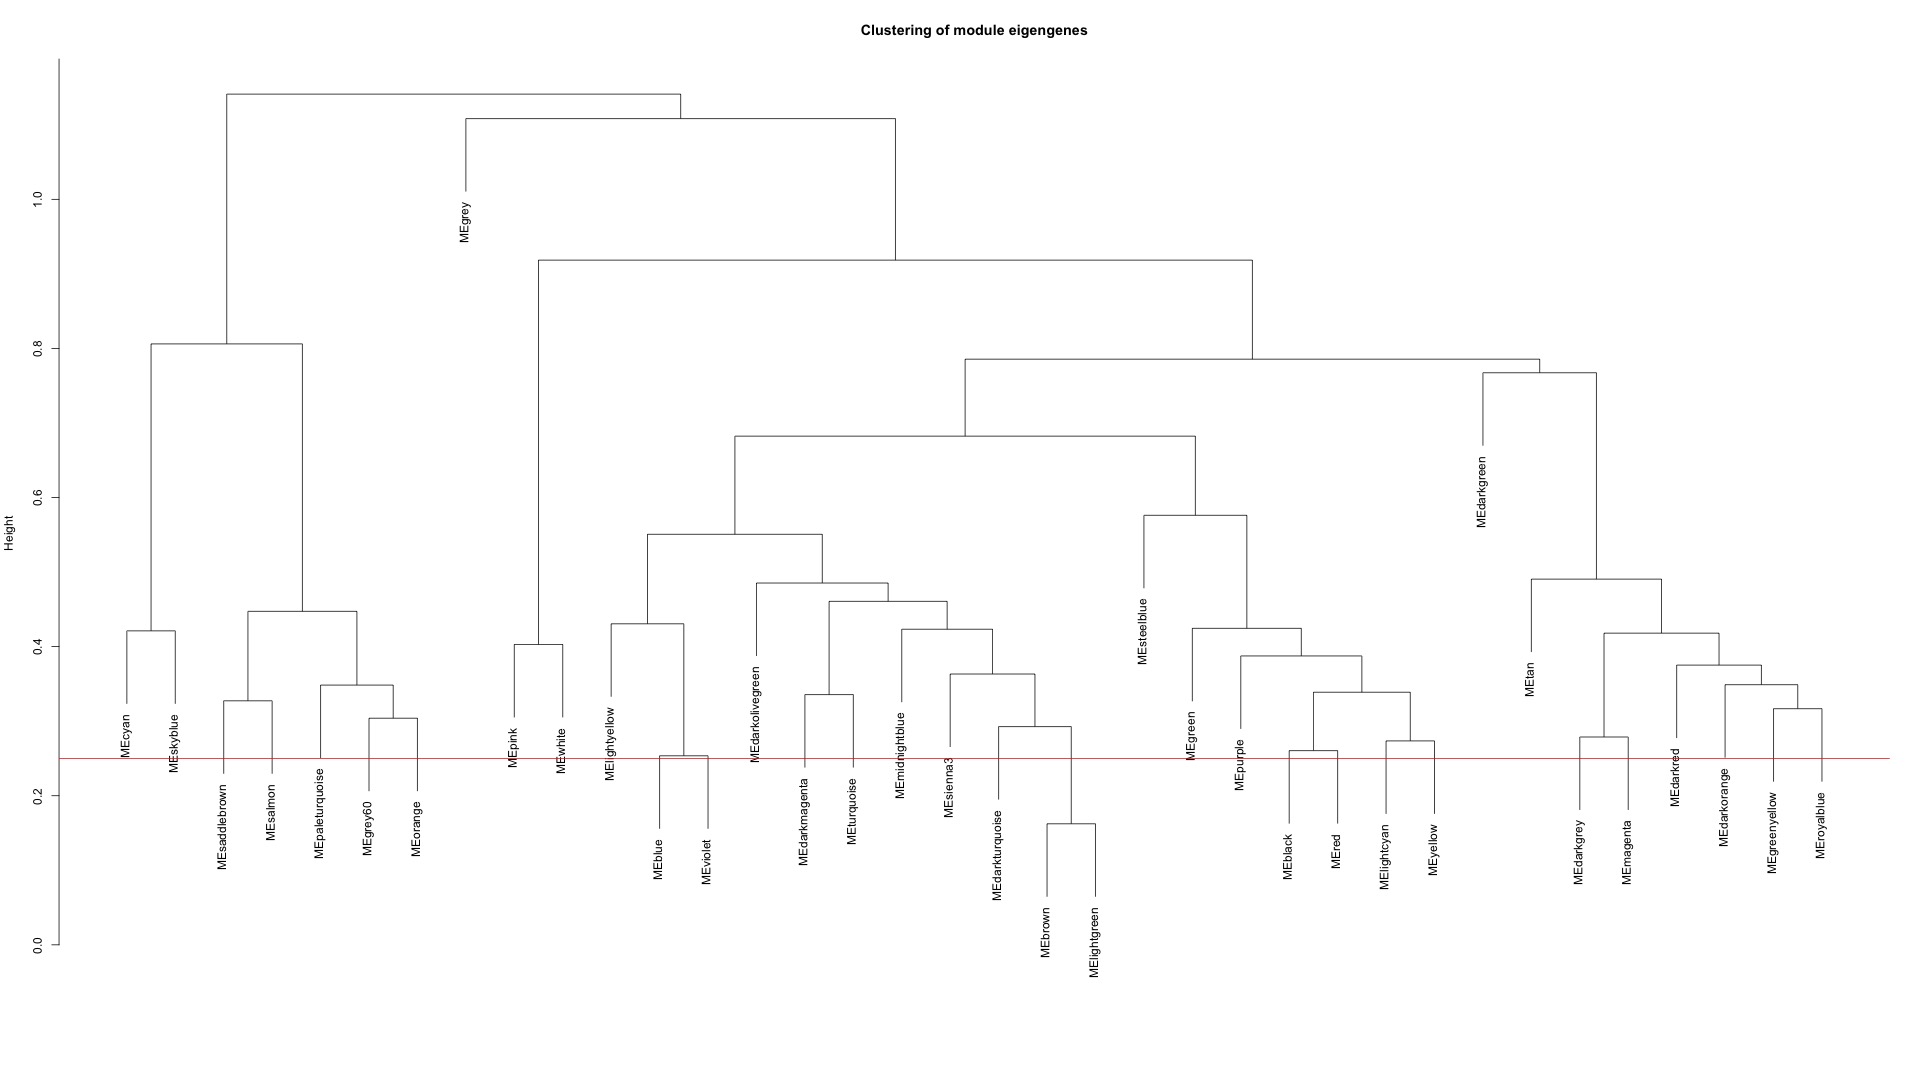 Clustering of module eigengenes
Height
1.0
0.8
0.6
0.4
0.2
0.0
MEcyan
MEskyblue
MEsaddlebrown
MEsalmon
MEpaleturquoise
MEgrey60
MEorange
MEgrey
MEpink
MEwhite
MElightyellow
MEblue
MEviolet
MEdarkolivegreen
MEdarkmagenta
MEturquoise
MEmidnightblue
MEsienna3
MEdarkturquoise
MEbrown
MElightgreen
MEsteelblue
MEgreen
MEpurple
MEblack
MEred
MElightcyan
MEyellow
MEdarkgreen
MEtan
MEdarkgrey
MEmagenta
MEdarkred
MEdarkorange
MEgreenyellow
MEroyalblue